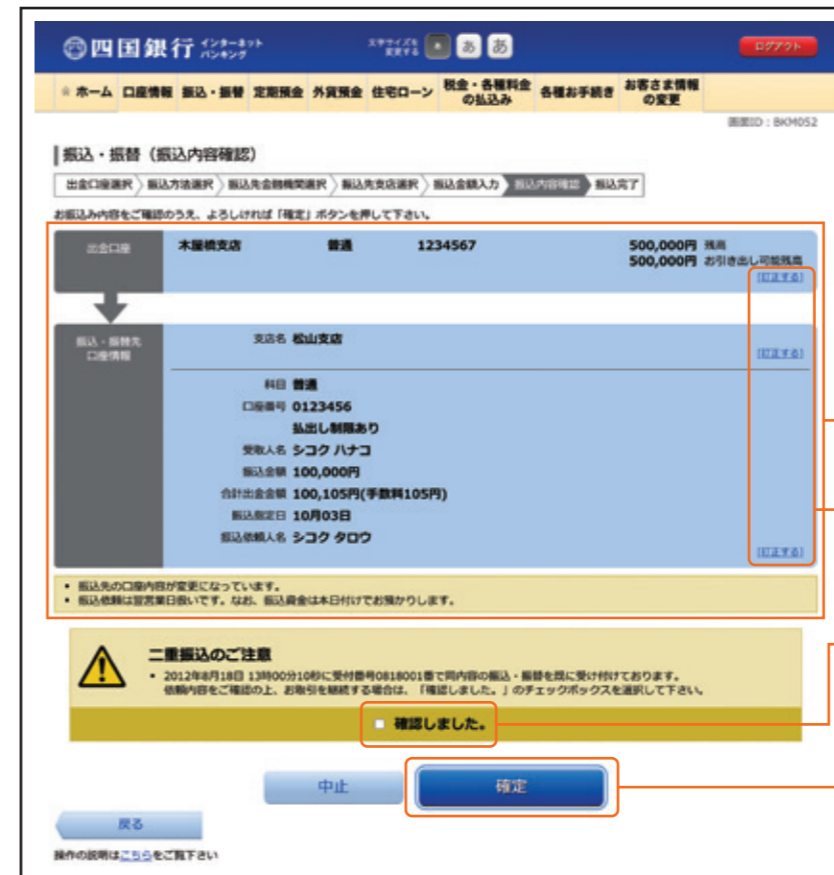 四国銀行 インターネットバンキング 文字サイズを変更する あ あ ログアウト
ホーム 口座情報 振込・振替 定期預金 外貨預金 住宅ローン 税金・各種料金の払込み 各種お手続き お客さま情報の変更
画面ID：BKM052
振込・振替（振込内容確認）
出金口座選択 振込方法選択 振込先金融機関選択 振込先支店選択 振込金額入力 振込内容確認 振込完了
お振込み内容をご確認のうえ、よろしければ「確定」ボタンを押して下さい。
出金口座 木屋橋支店 普通 1234567 500,000円 残高
500,000円 お引き出し可能残高
[訂正する]
振込・振替先口座情報
支店名 松山支店
[訂正する]
科目 普通
口座番号 0123456
払出し制限あり
受取人名 シコク ハナコ
振込金額 100,000円
合計出金金額 100,105円(手数料105円)
振込指定日 10月03日
振込依頼人名 シコク タロウ
[訂正する]
• 振込先の口座内容が変更になっています。
• 振込依頼は翌営業日扱いです。なお、振込資金は本日付けでお預かりします。
二重振込のご注意
• 2012年8月18日 13時00分10秒に受付番号0818001番で同内容の振込・振替を既に受け付けております。
依頼内容をご確認の上、お取引を継続する場合は、「確認しました。」のチェックボックスを選択して下さい。
確認しました。
中止 確定
戻る
操作の説明はこちらをご覧下さい